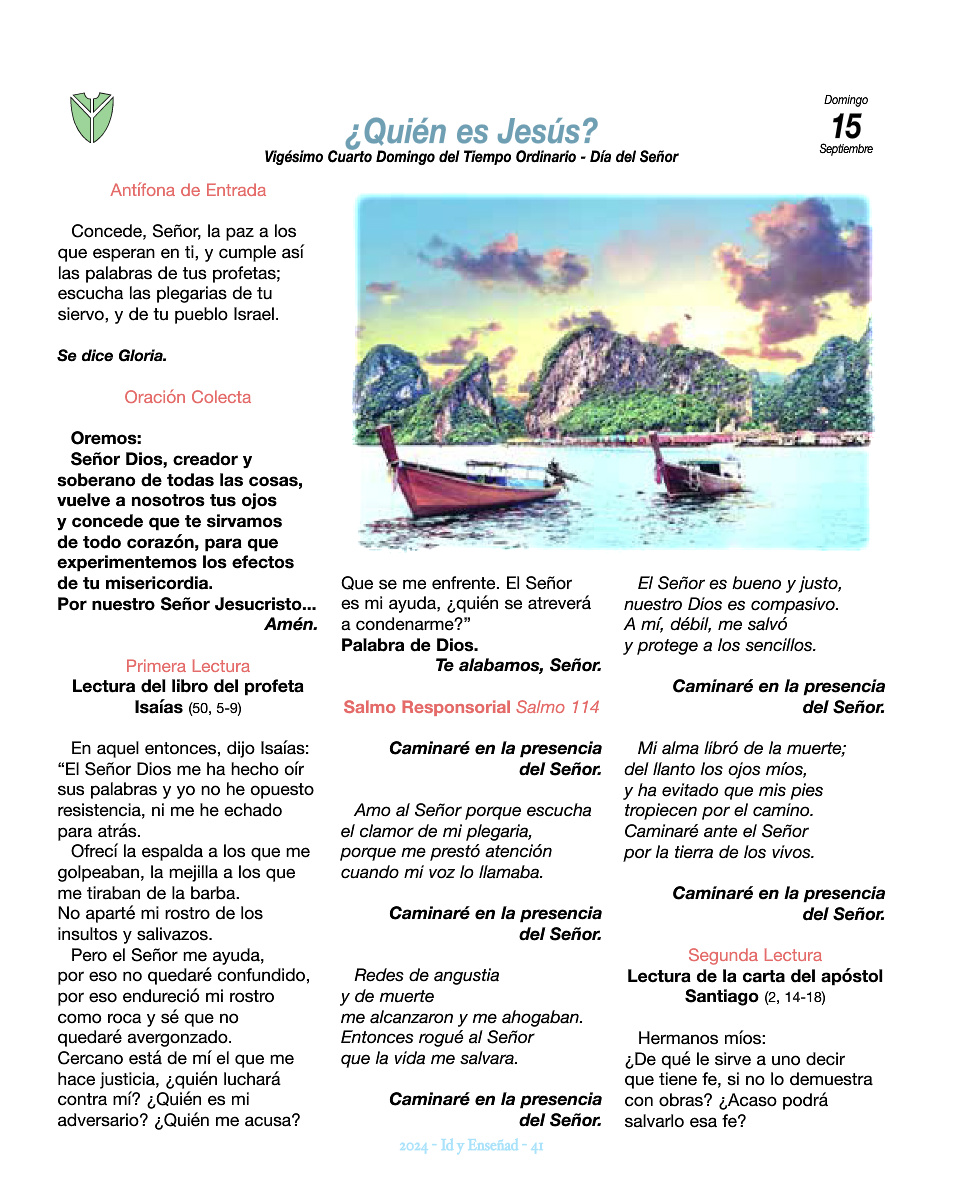 ¿Quién es Jesús?
Vigésimo Cuarto Domingo del Tiempo Ordinario - Día del Señor
Domingo
15
Septiembre
Antífona de Entrada
Concede, Señor, la paz a los
que esperan en ti, y cumple así
las palabras de tus profetas;
escucha las plegarias de tu
siervo, y de tu pueblo Israel.
Se dice Gloria.
Oración Colecta
Oremos:
Señor Dios, creador y
soberano de todas las cosas,
vuelve a nosotros tus ojos
y concede que te sirvamos
de todo corazón, para que
experimentemos los efectos
de tu misericordia.
Por nuestro Señor Jesucristo...
Amén.
Primera Lectura
Lectura del libro del profeta
Isaías (50, 5-9)
En aquel entonces, dijo Isaías:
“El Señor Dios me ha hecho oír
sus palabras y yo no he opuesto
resistencia, ni me he echado
para atrás.
Ofrecí la espalda a los que me
golpeaban, la mejilla a los que
me tiraban de la barba.
No aparté mi rostro de los
insultos y salivazos.
Pero el Señor me ayuda,
por eso no quedaré confundido,
por eso endureció mi rostro
como roca y sé que no
quedaré avergonzado.
Cercano está de mí el que me
hace justicia, ¿quién luchará
contra mí? ¿Quién es mi
adversario? ¿Quién me acusa?
Que se me enfrente. El Señor
es mi ayuda, ¿quién se atreverá
a condenarme?”
Palabra de Dios.
Te alabamos, Señor.
Salmo Responsorial Salmo 114
Caminaré en la presencia
del Señor.
Amo al Señor porque escucha
el clamor de mi plegaria,
porque me prestó atención
cuando mi voz lo llamaba.
Caminaré en la presencia
del Señor.
Redes de angustia
y de muerte
me alcanzaron y me ahogaban.
Entonces rogué al Señor
que la vida me salvara.
Caminaré en la presencia
del Señor.
El Señor es bueno y justo,
nuestro Dios es compasivo.
A mí, débil, me salvó
y protege a los sencillos.
Caminaré en la presencia
del Señor.
Mi alma libró de la muerte;
del llanto los ojos míos,
y ha evitado que mis pies
tropiecen por el camino.
Caminaré ante el Señor
por la tierra de los vivos.
Caminaré en la presencia
del Señor.
Segunda Lectura
Lectura de la carta del apóstol
Santiago (2, 14-18)
Hermanos míos:
¿De qué le sirve a uno decir
que tiene fe, si no lo demuestra
con obras? ¿Acaso podrá
salvarlo esa fe?
2024 - Id y Enseñad - 41